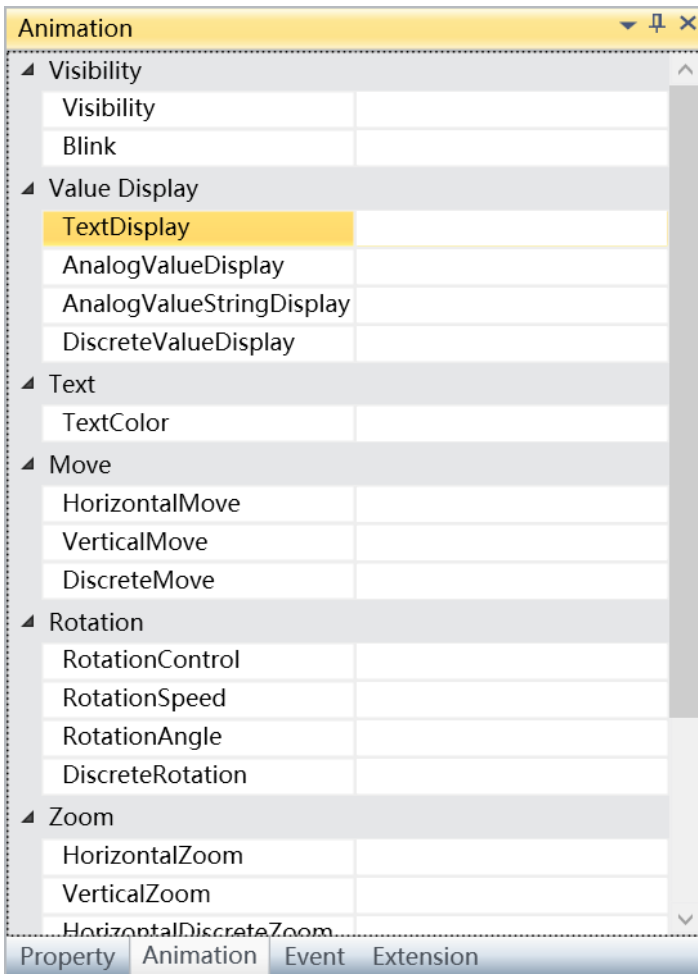 Animation
Visibility
Visibility
Blink
Value Display
TextDisplay
AnalogValueDisplay
AnalogValueStringDisplay
DiscreteValueDisplay
Text
TextColor
Move
HorizontalMove
VerticalMove
DiscreteMove
Rotation
RotationControl
RotationSpeed
RotationAngle
DiscreteRotation
Zoom
HorizontalZoom
VerticalZoom
HorizontalDiscreteZoom
Property Animation Event Extension